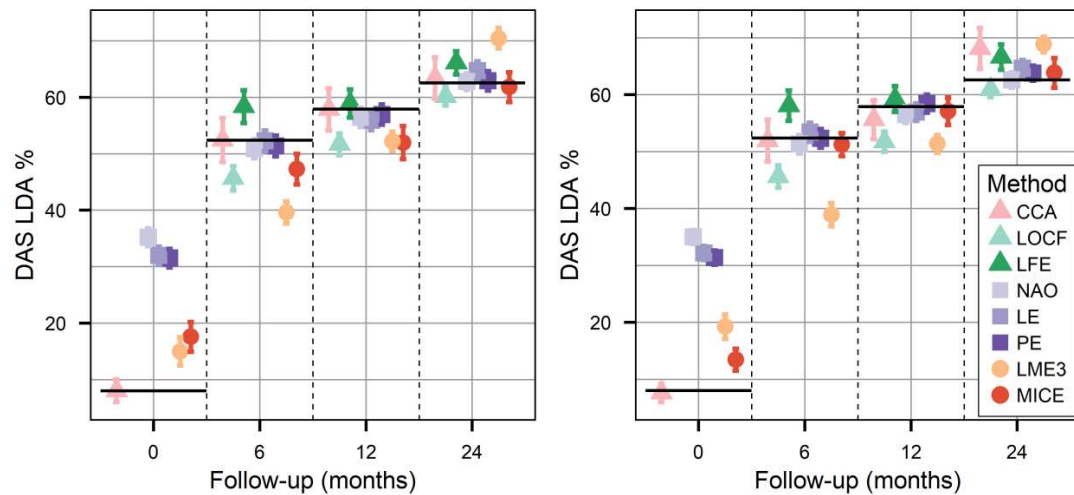 DAS LDA %
60
40
20
0
6
12
24
Follow-up (months)
DAS LDA %
60
40
20
0
6
12
24
Follow-up (months)
Method
CCA
LOCF
LFE
NAO
LE
PE
LME3
MICE